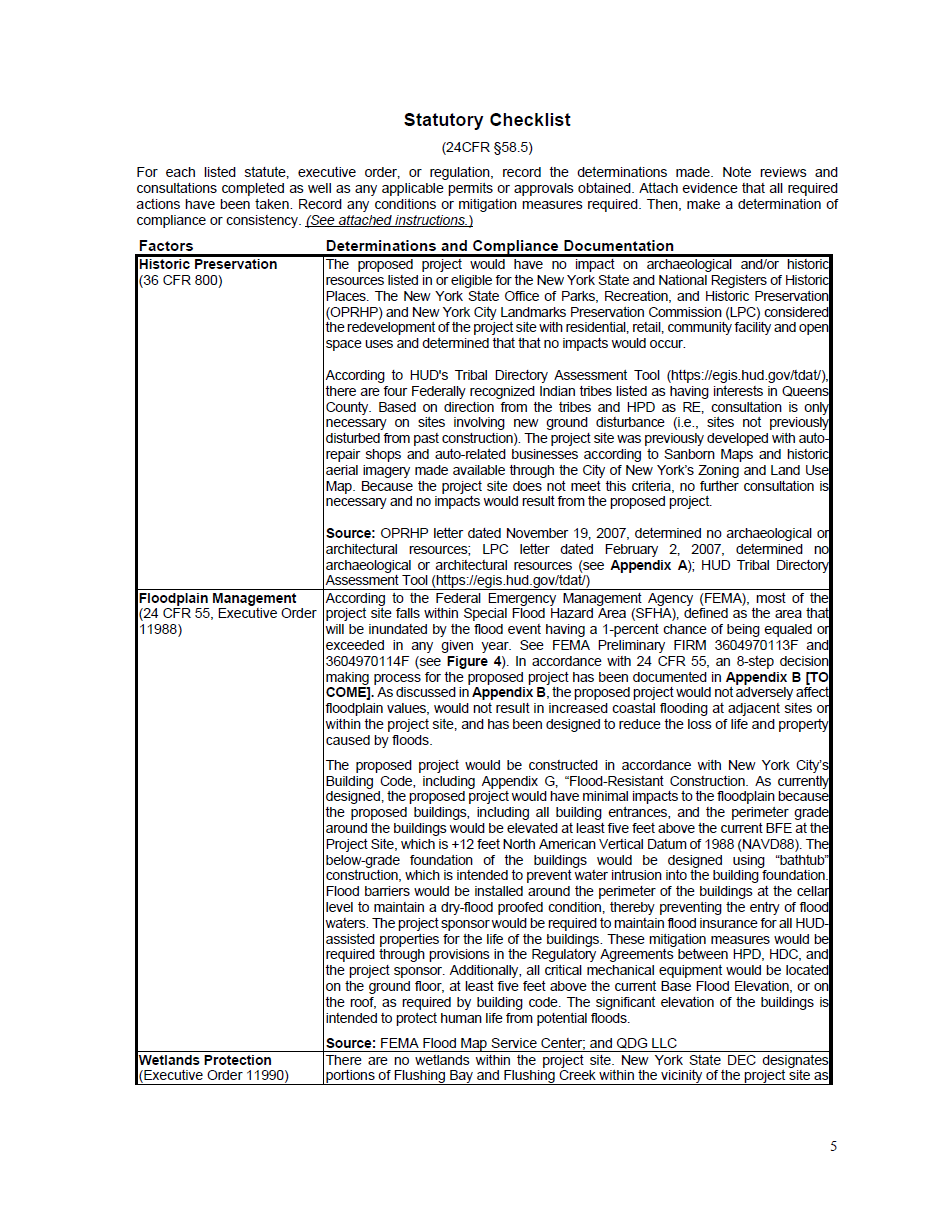 Statutory Checklist
(24CFR §58.5)
For each listed statute, executive order, or regulation, record the determinations made. Note reviews and
consultations completed as well as any applicable permits or approvals obtained. Attach evidence that all required
actions have been taken. Record any conditions or mitigation measures required. Then, make a determination of
compliance or consistency. (See attached instructions.)
Factors
Determinations and Compliance Documentation
Historic Preservation
(36 CFR 800)
The proposed project would have no impact on archaeological and/or historic
resources listed in or eligible for the New York State and National Registers of Historic
Places. The New York State Office of Parks, Recreation, and Historic Preservation
(OPRHP) and New York City Landmarks Preservation Commission (LPC) considered
the redevelopment of the project site with residential, retail, community facility and open
space uses and determined that that no impacts would occur.
According to HUD's Tribal Directory Assessment Tool (https://egis.hud.gov/tdat/),
there are four Federally recognized Indian tribes listed as having interests in Queens
County. Based on direction from the tribes and HPD as RE, consultation is only
necessary on sites involving new ground disturbance (i.e., sites not previously
disturbed from past construction). The project site was previously developed with auto-
repair shops and auto-related businesses according to Sanborn Maps and historic
aerial imagery made available through the City of New York’s Zoning and Land Use
Map. Because the project site does not meet this criteria, no further consultation is
necessary and no impacts would result from the proposed project.
Source: OPRHP letter dated November 19, 2007, determined no archaeological or
architectural resources; LPC letter dated February 2, 2007, determined no
archaeological or architectural resources (see Appendix A); HUD Tribal Directory
Assessment Tool (https://egis.hud.gov/tdat/)
Floodplain Management
(24 CFR 55, Executive Order
11988)
According to the Federal Emergency Management Agency (FEMA), most of the
project site falls within Special Flood Hazard Area (SFHA), defined as the area that
will be inundated by the flood event having a 1-percent chance of being equaled or
exceeded in any given year. See FEMA Preliminary FIRM 3604970113F and
3604970114F (see Figure 4). In accordance with 24 CFR 55, an 8-step decision
making process for the proposed project has been documented in Appendix B [TO
COME]. As discussed in Appendix B, the proposed project would not adversely affect
floodplain values, would not result in increased coastal flooding at adjacent sites or
within the project site, and has been designed to reduce the loss of life and property
caused by floods.
The proposed project would be constructed in accordance with New York City’s
Building Code, including Appendix G, “Flood-Resistant Construction. As currently
designed, the proposed project would have minimal impacts to the floodplain because
the proposed buildings, including all building entrances, and the perimeter grade
around the buildings would be elevated at least five feet above the current BFE at the
Project Site, which is +12 feet North American Vertical Datum of 1988 (NAVD88). The
below-grade foundation of the buildings would be designed using “bathtub”
construction, which is intended to prevent water intrusion into the building foundation.
Flood barriers would be installed around the perimeter of the buildings at the cellar
level to maintain a dry-flood proofed condition, thereby preventing the entry of flood
waters. The project sponsor would be required to maintain flood insurance for all HUD-
assisted properties for the life of the buildings. These mitigation measures would be
required through provisions in the Regulatory Agreements between HPD, HDC, and
the project sponsor. Additionally, all critical mechanical equipment would be located
on the ground floor, at least five feet above the current Base Flood Elevation, or on
the roof, as required by building code. The significant elevation of the buildings is
intended to protect human life from potential floods.
Source: FEMA Flood Map Service Center; and QDG LLC
Wetlands Protection
(Executive Order 11990)
There are no wetlands within the project site. New York State DEC designates
portions of Flushing Bay and Flushing Creek within the vicinity of the project site as
5